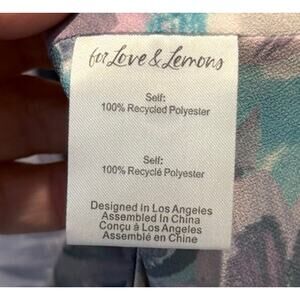 for Love & Lemons
Self:
100% Recycled Polyester
Self:
100% Recyclé Polyester
Designed In Los Angeles
Assembled In China
Conçu à Los Angeles
Assemblé en Chine